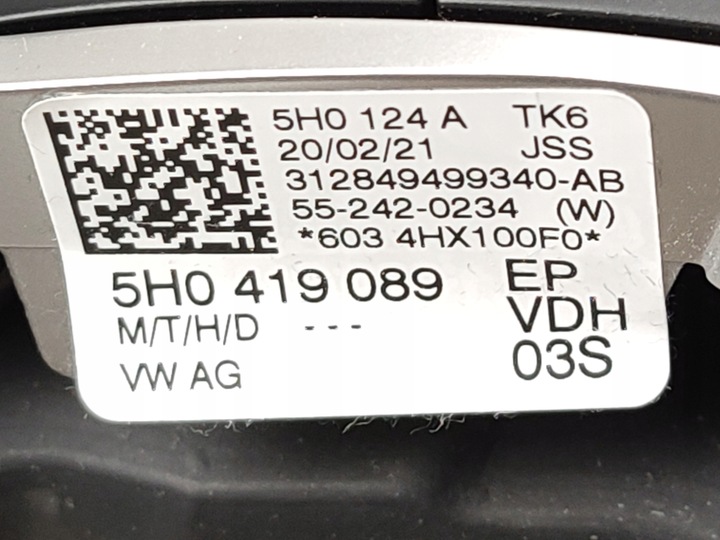 5H0 124 A TK6
20/02/21 JSS
312849499340-AB
55-242-0234 (W)
*603 4HX100F0*
5H0 419 089 EP
M/T/H/D --- VDH
VW AG 03S